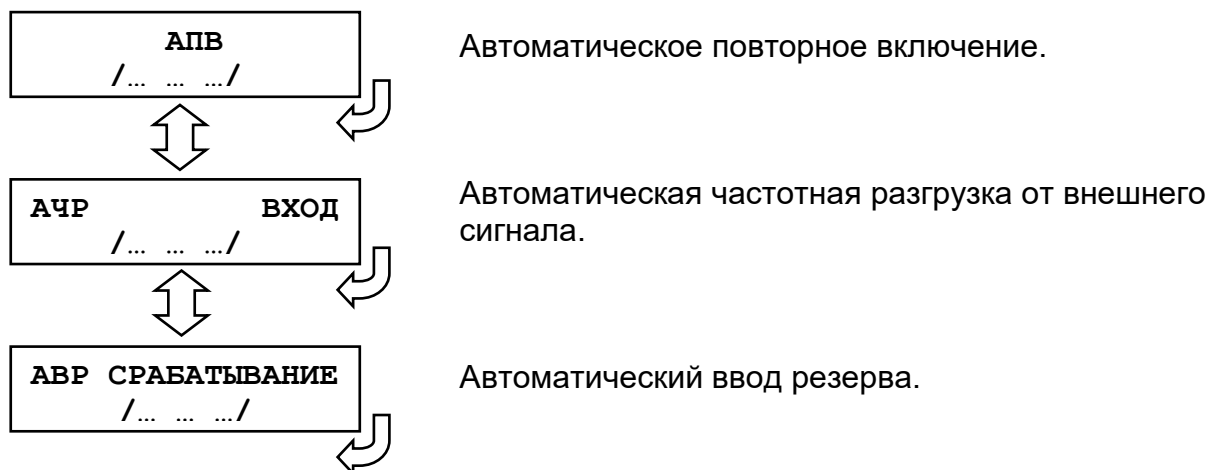 АПВ
/… … …/
Автоматическое повторное включение.
АЧР ВХОД
/… … …/
Автоматическая частотная разгрузка от внешнего
сигнала.
АВР СРАБАТЫВАНИЕ
/… … …/
Автоматический ввод резерва.